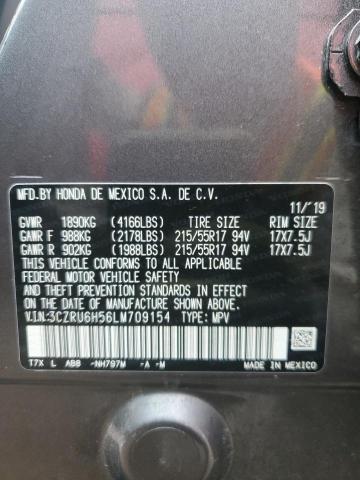 MFD.BY HONDA DE MEXICO S.A. DE C.V.
11/'19
GVWR 1890KG (4166LBS) TIRE SIZE RIM SIZE
GAWR F 988KG (2178LBS) 215/55R17 94V 17X7.5J
GAWR R 902KG (1988LBS) 215/55R17 94V 17X7.5J
THIS VEHICLE CONFORMS TO ALL APPLICABLE
FEDERAL MOTOR VEHICLE SAFETY AND
THEFT PREVENTION STANDARDS IN EFFECT
ON THE DATE OF MANUFACTURE SHOWN ABOVE.
V.I.N:3CZRU6H56LM709154 TYPE: MPV
T7X L ABB -NH797M -A -M
MADE IN MEXICO